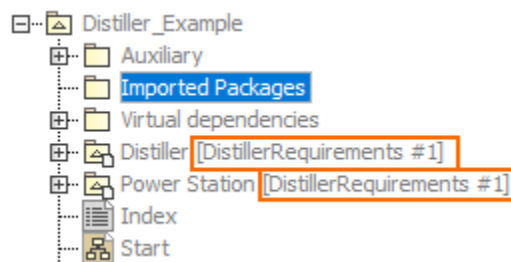 Distiller_Example
Auxiliary
Imported Packages
Virtual dependencies
Distiller [DistillerRequirements #1]
Power Station [DistillerRequirements #1]
Index
Start